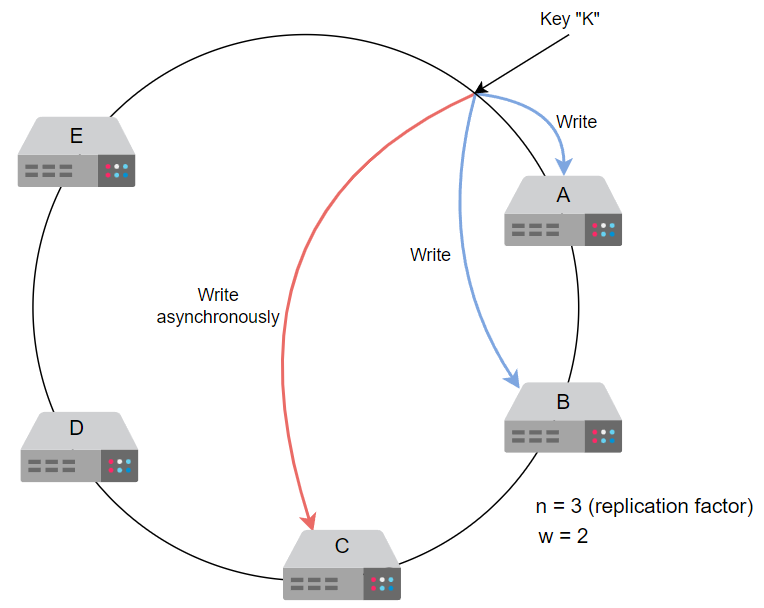 Key "K"
E
Write
A
Write
Write
asynchronously
B
D
n = 3 (replication factor)
w = 2
C